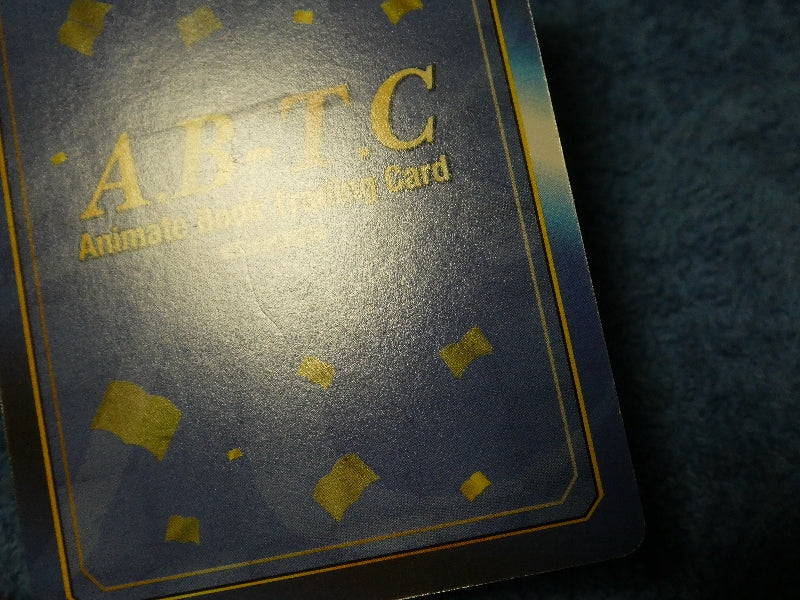 A.B-T.C
Animate Book Trading Card